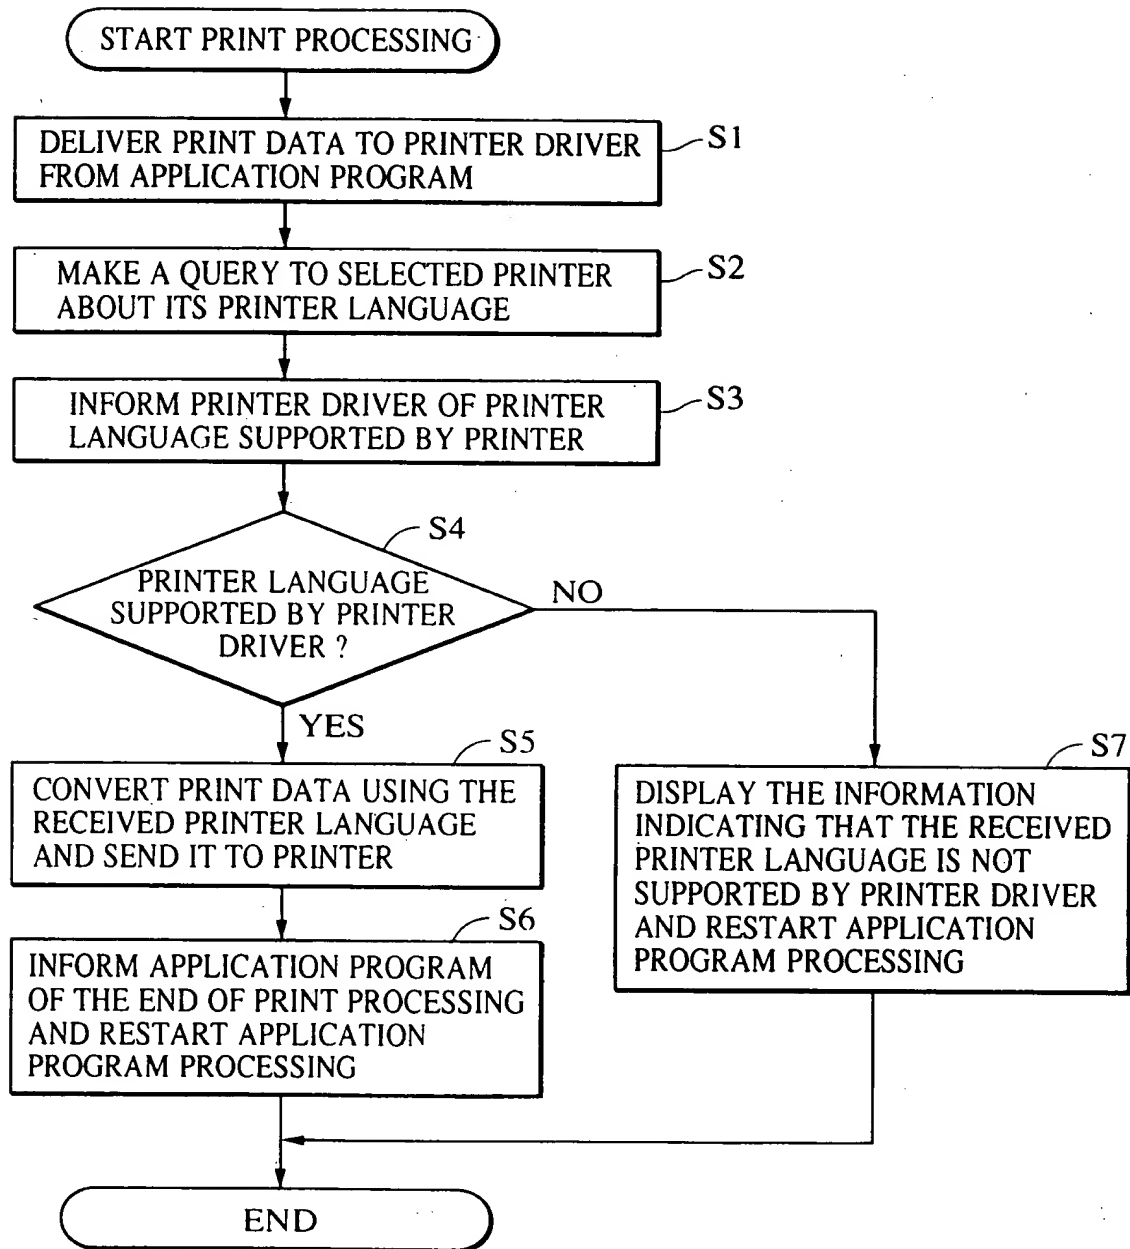 START PRINT PROCESSING
DELIVER PRINT DATA TO PRINTER DRIVER
FROM APPLICATION PROGRAM
S1
MAKE A QUERY TO SELECTED PRINTER
ABOUT ITS PRINTER LANGUAGE
S2
INFORM PRINTER DRIVER OF PRINTER
LANGUAGE SUPPORTED BY PRINTER
S3
S4
PRINTER LANGUAGE
SUPPORTED BY PRINTER
DRIVER ?
NO
YES
S5
CONVERT PRINT DATA USING THE
RECEIVED PRINTER LANGUAGE
AND SEND IT TO PRINTER
S6
INFORM APPLICATION PROGRAM
OF THE END OF PRINT PROCESSING
AND RESTART APPLICATION
PROGRAM PROCESSING
S7
DISPLAY THE INFORMATION
INDICATING THAT THE RECEIVED
PRINTER LANGUAGE IS NOT
SUPPORTED BY PRINTER DRIVER
AND RESTART APPLICATION
PROGRAM PROCESSING
END